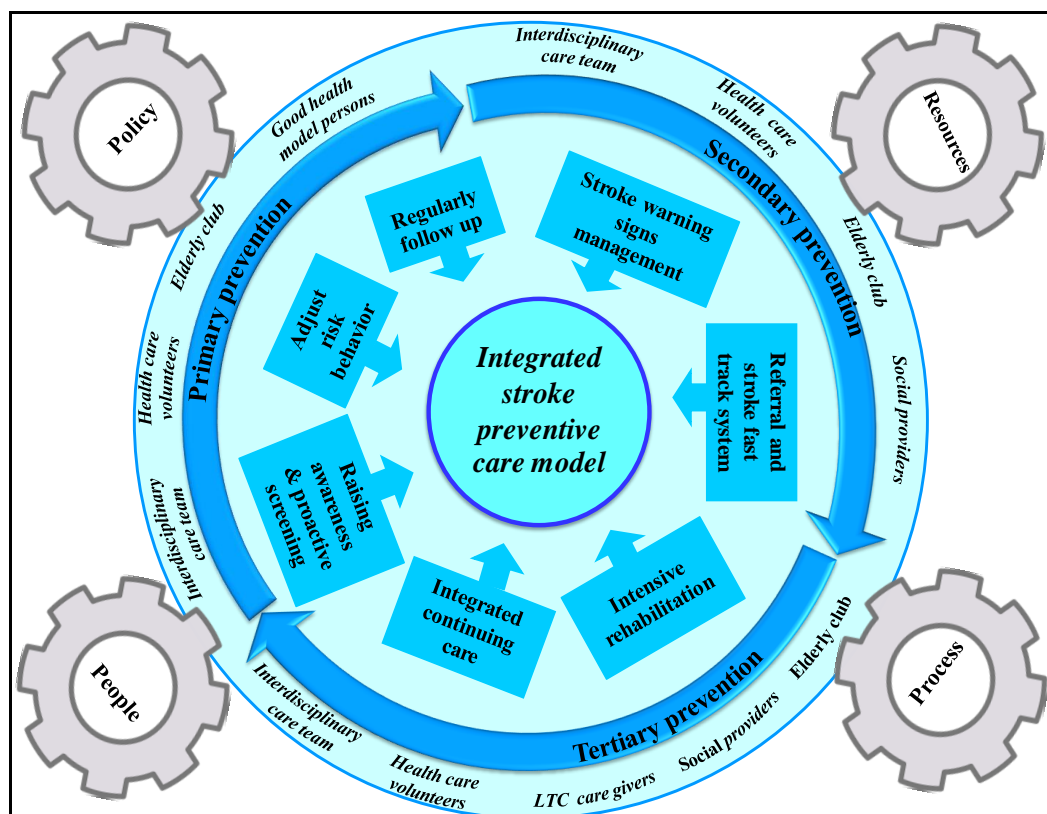 Policy
Resources
People
Process
Interdisciplinary
care team
Health care
volunteers
Elderly club
Social providers
Elderly club
Social providers
LTC care givers
Health care
volunteers
Interdisciplinary
care team
Interdisciplinary
care team
Health care
volunteers
Elderly club
Good health
model persons
Primary prevention
Secondary prevention
Tertiary prevention
Regularly
follow up
Stroke warning
signs
management
Referral and
stroke fast
track system
Intensive
rehabilitation
Integrated
continuing
care
Raising
awareness
& proactive
screening
Adjust
risk
behavior
Integrated
stroke
preventive
care model